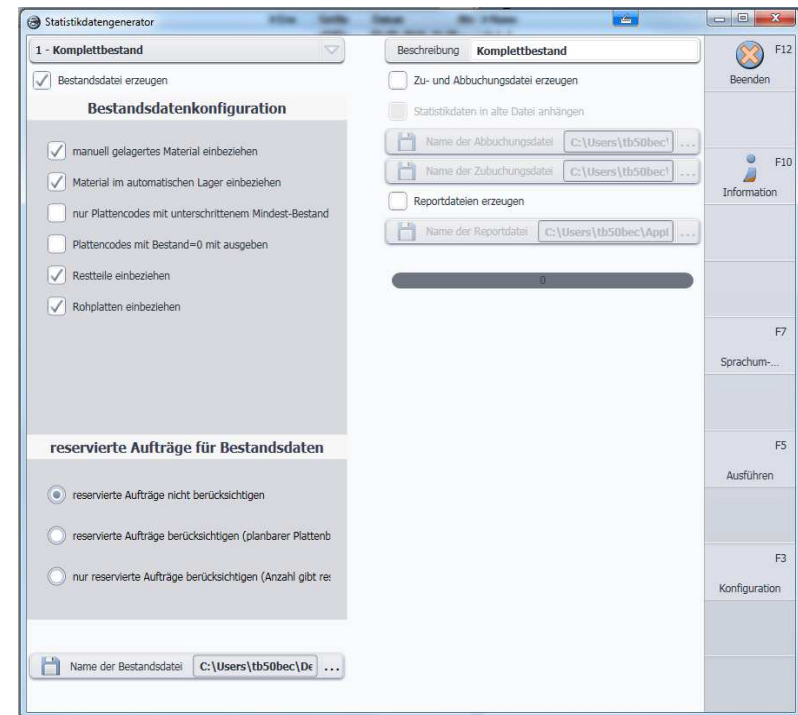 Statistikdatengenerator
1 - Komplettbestand
Bestandsdatei erzeugen
Bestandsdatenkonfiguration
manuell gelagertes Material einbeziehen
Material im automatischen Lager einbeziehen
nur Plattencodes mit unterschrittenem Mindest-Bestand
Plattencodes mit Bestand=0 mit ausgeben
Restteile einbeziehen
Rohplatten einbeziehen
reservierte Aufträge für Bestandsdaten
reservierte Aufträge nicht berücksichtigen
reservierte Aufträge berücksichtigen (planbarer Plattenb
nur reservierte Aufträge berücksichtigen (Anzahl gibt re:
Name der Bestandsdatei C:\Users\tb50bec\De ...
Beschreibung Komplettbestand
Zu- und Abbuchungsdatei erzeugen
Statistikdaten in alte Datei anhängen
Name der Abbuchungsdatei C:\Users\tb50bec\ ...
Name der Zubuchungsdatei C:\Users\tb50bec\ ...
Reportdateien erzeugen
Name der Reportdatei C:\Users\tb50bec\Appl ...
0
F12
Beenden
F10
Information
F7
Sprachum-...
F5
Ausführen
F3
Konfiguration